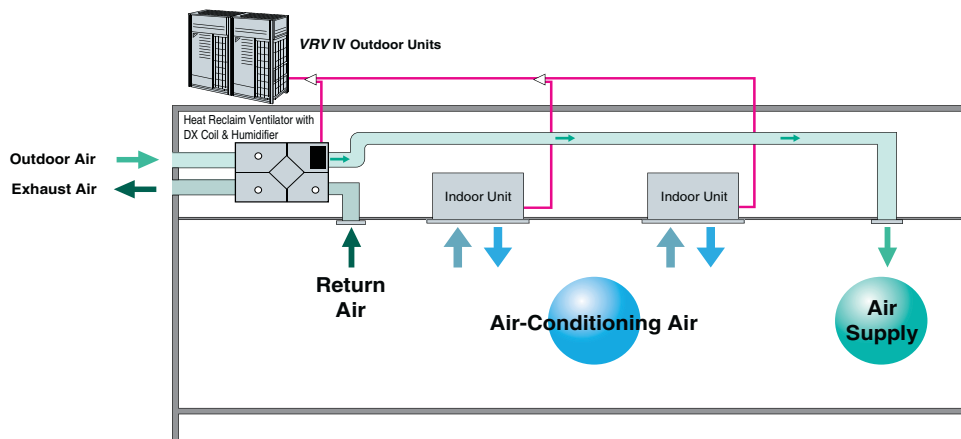 VRV IV Outdoor Units
Heat Reclaim Ventilator with
DX Coil & Humidifier
Outdoor Air
Exhaust Air
Indoor Unit
Indoor Unit
Return
Air
Air-Conditioning Air
Air
Supply